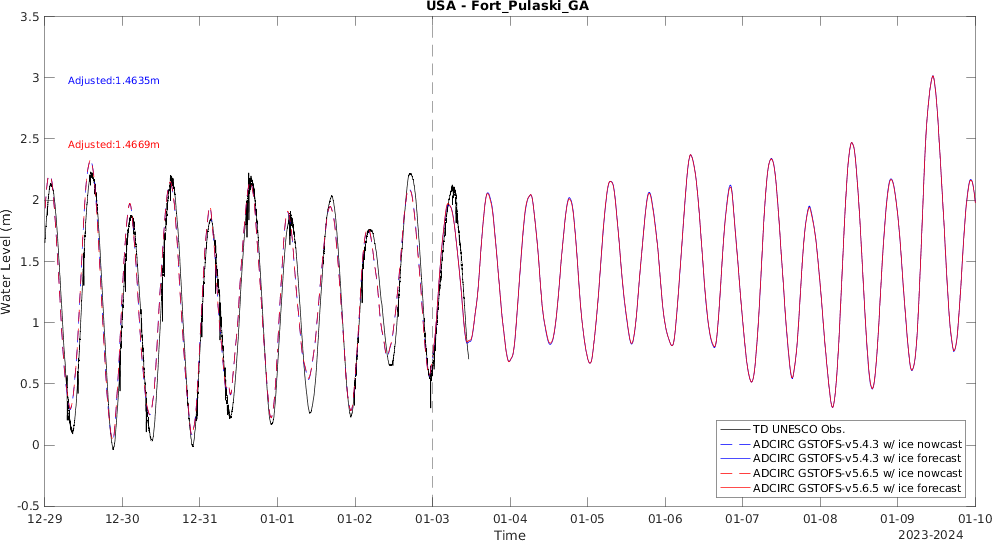 USA - Fort_Pulaski_GA
3.5
3
2.5
2
1.5
1
0.5
0
-0.5
Adjusted:1.4635m
Adjusted:1.4669m
Water Level (m)
TD UNESCO Obs.
ADCIRC GSTOFS-v5.4.3 w/ ice nowcast
ADCIRC GSTOFS-v5.4.3 w/ ice forecast
ADCIRC GSTOFS-v5.6.5 w/ ice nowcast
ADCIRC GSTOFS-v5.6.5 w/ ice forecast
12-29 12-30 12-31 01-01 01-02 01-03 01-04 01-05 01-06 01-07 01-08 01-09 01-10
Time
2023-2024